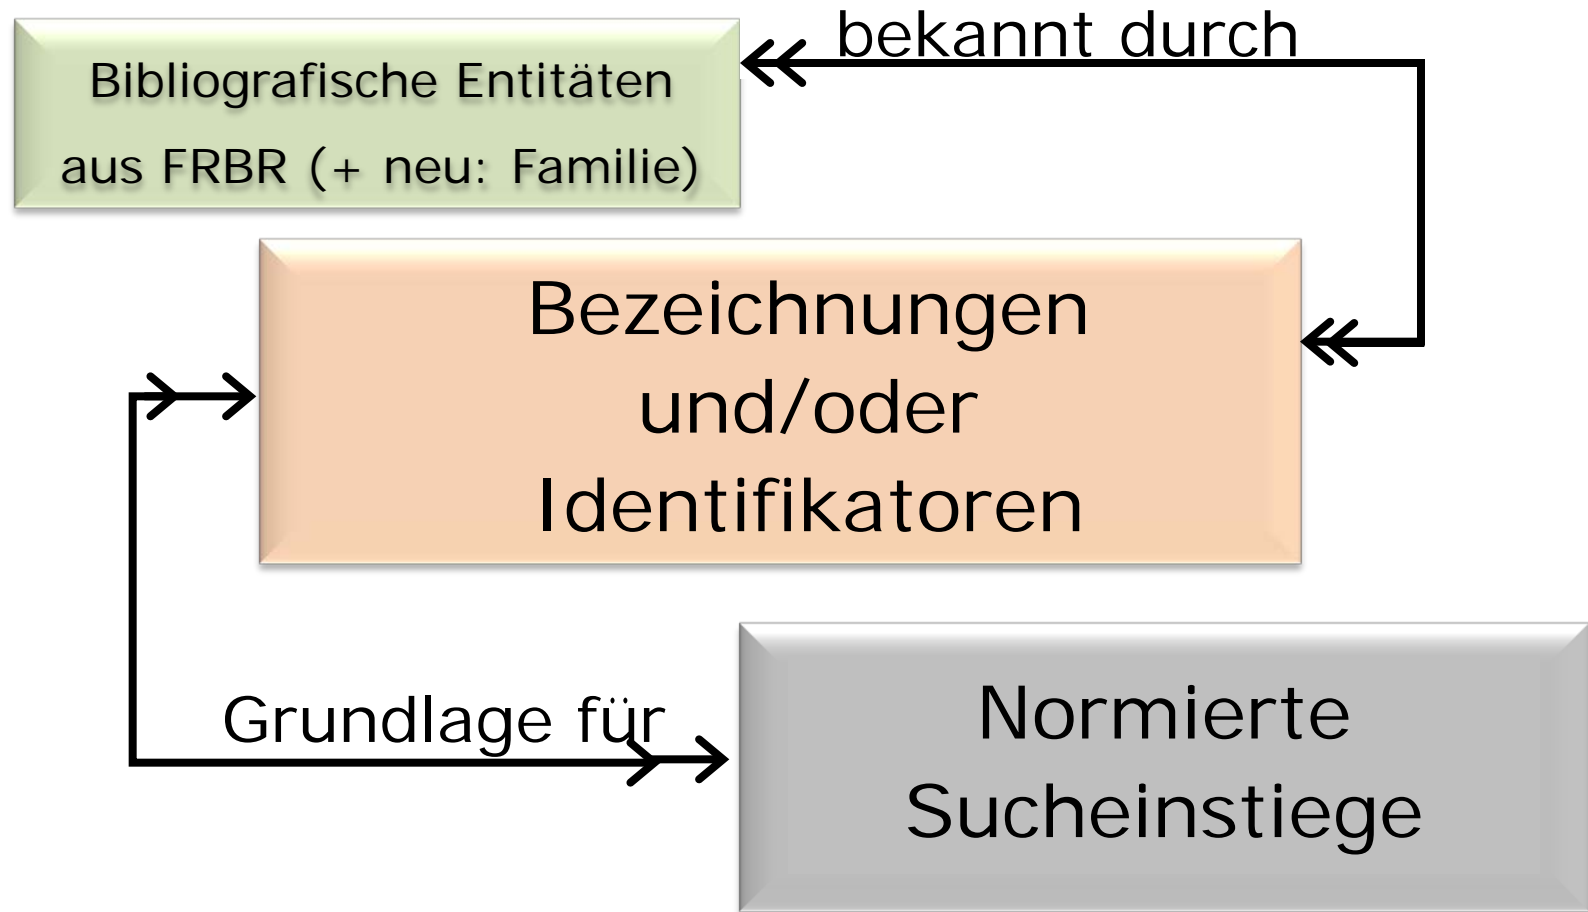 bekannt durch
Bibliografische Entitäten
aus FRBR (+ neu: Familie)
Bezeichnungen
und/oder
Identifikatoren
Grundlage für
Normierte
Sucheinstiege